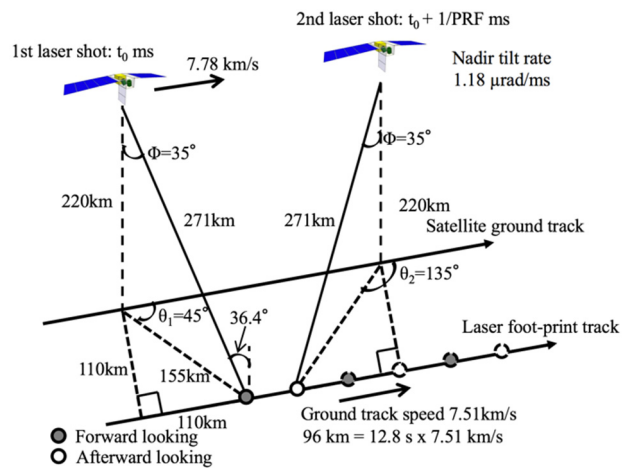 2nd laser shot: t₀ + 1/PRF ms
1st laser shot: t₀ ms
7.78 km/s
Nadir tilt rate
1.18 μrad/ms
Φ=35°
Φ=35°
220km
271km
271km
220km
Satellite ground track
θ₁=45°
36.4°
θ₂=135°
Laser foot-print track
110km
155km
110km
Ground track speed 7.51km/s
96 km = 12.8 s x 7.51 km/s
Forward looking
Afterward looking